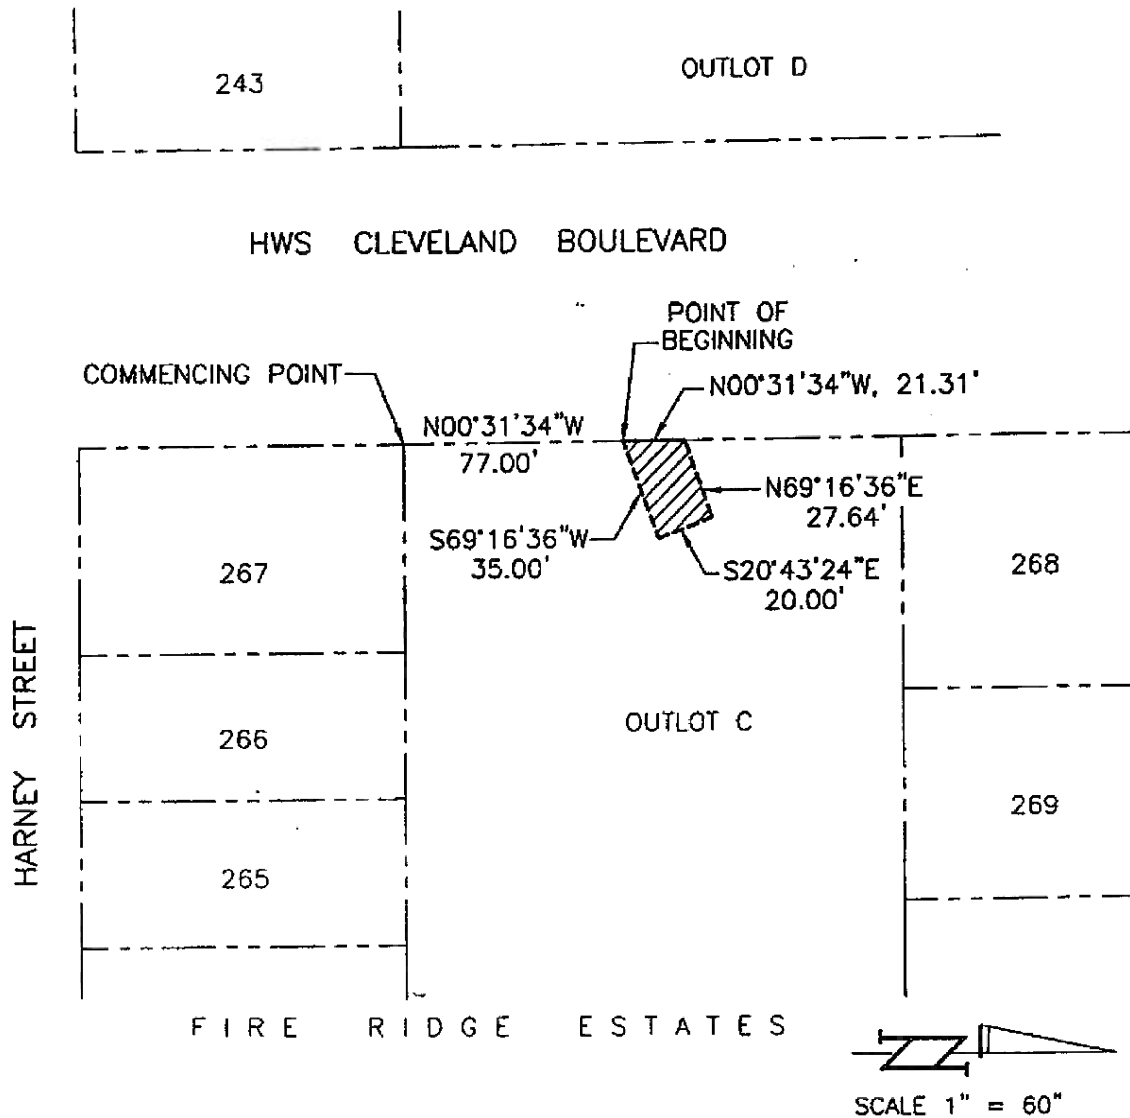 243
OUTLOT D
HWS CLEVELAND BOULEVARD
POINT OF
BEGINNING
COMMENCING POINT
N00°31'34"W, 21.31'
N00°31'34"W
77.00'
N69°16'36"E
27.64'
S69°16'36"W
35.00'
S20°43'24"E
20.00'
267
268
HARNEY STREET
266
OUTLOT C
269
265
FIRE RIDGE ESTATES
N
SCALE 1" = 60"